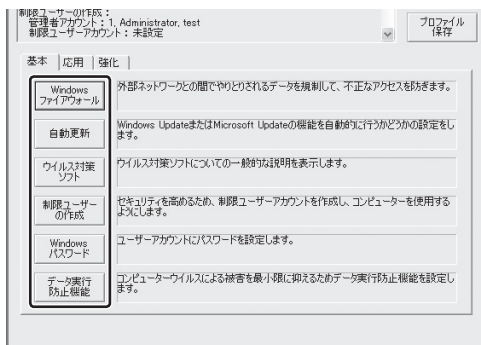 制限ユーザーの作成：
管理者アカウント：1, Administrator, test
制限ユーザーアカウント：未設定
プロファイル
保存
基本
応用
強化
Windows
ファイアウォール
外部ネットワークとの間でやりとりされるデータを規制して、不正なアクセスを防ぎます。
自動更新
Windows UpdateまたはMicrosoft Updateの機能を自動的に行うかどうかの設定をし
ます。
ウイルス対策
ソフト
ウイルス対策ソフトについての一般的な説明を表示します。
制限ユーザー
の作成
セキュリティを高めるため、制限ユーザーアカウントを作成し、コンピューターを使用する
ようにします。
Windows
パスワード
ユーザーアカウントにパスワードを設定します。
データ実行
防止機能
コンピューターウイルスによる被害を最小限に抑えるためデータ実行防止機能を設定し
ます。